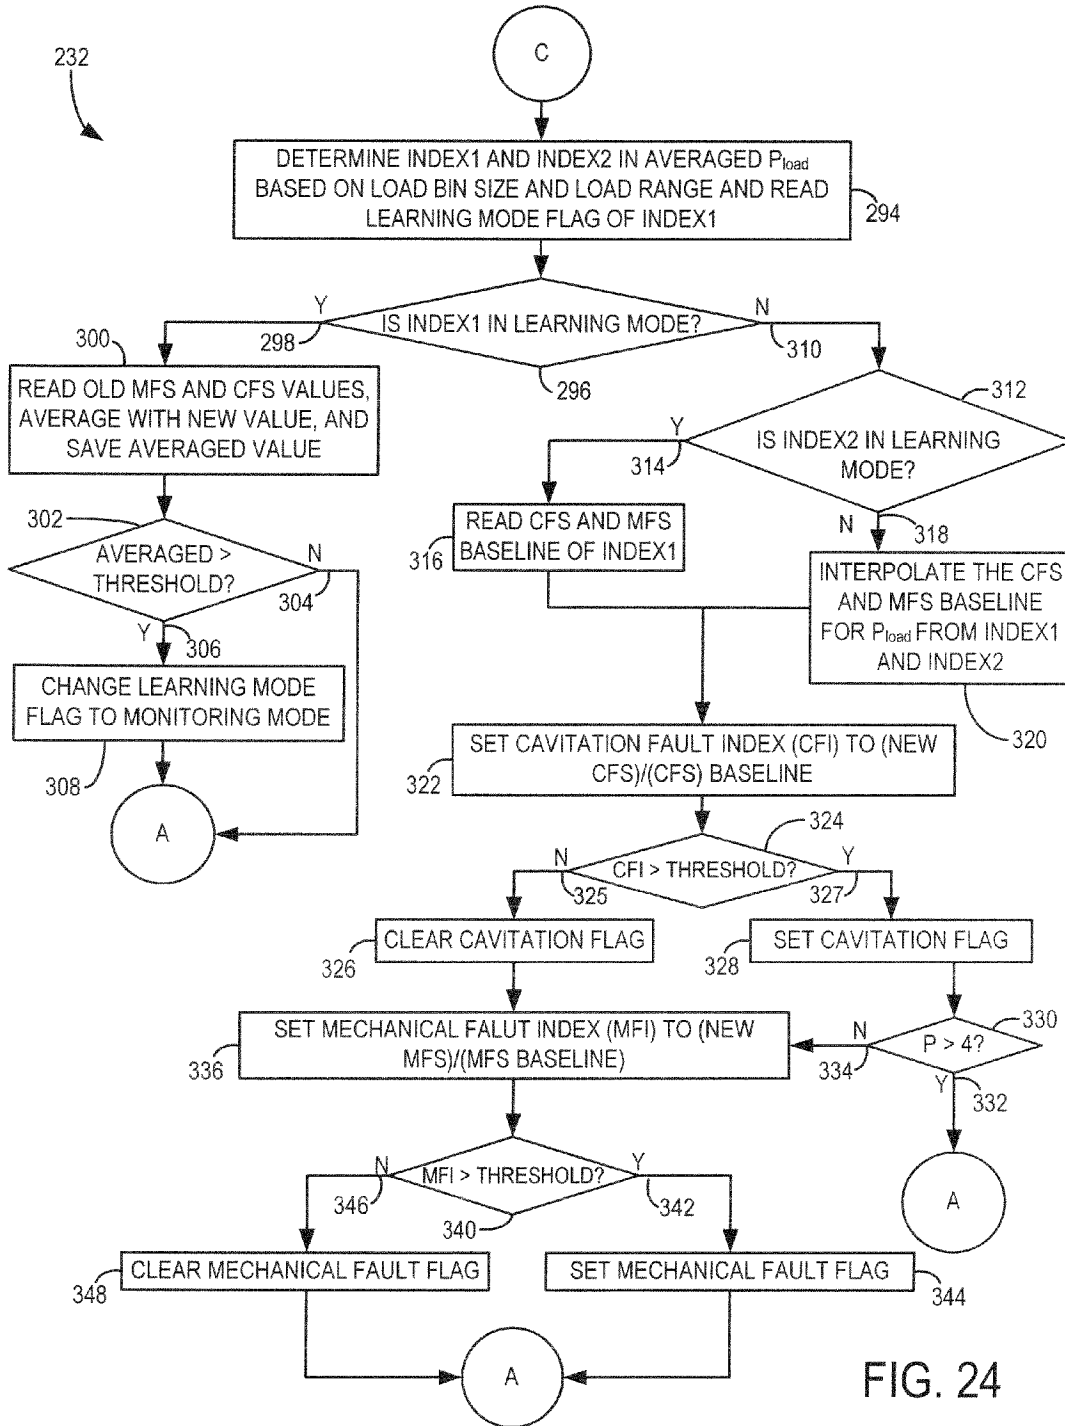 232
C
DETERMINE INDEX1 AND INDEX2 IN AVERAGED Pload
BASED ON LOAD BIN SIZE AND LOAD RANGE AND READ
LEARNING MODE FLAG OF INDEX1
294
Y
IS INDEX1 IN LEARNING MODE?
N
298
296
310
300
READ OLD MFS AND CFS VALUES,
AVERAGE WITH NEW VALUE, AND
SAVE AVERAGED VALUE
312
Y
314
IS INDEX2 IN LEARNING
MODE?
N
318
302
AVERAGED >
THRESHOLD?
N
304
Y
306
316
READ CFS AND MFS
BASELINE OF INDEX1
INTERPOLATE THE CFS
AND MFS BASELINE
FOR Pload FROM INDEX1
AND INDEX2
320
CHANGE LEARNING MODE
FLAG TO MONITORING MODE
308
A
SET CAVITATION FAULT INDEX (CFI) TO (NEW
CFS)/(CFS) BASELINE
322
324
N
CFI > THRESHOLD?
Y
325
327
CLEAR CAVITATION FLAG
326
SET CAVITATION FLAG
328
SET MECHANICAL FALUT INDEX (MFI) TO (NEW
MFS)/(MFS BASELINE)
336
330
N
P > 4?
334
Y
332
A
N
MFI > THRESHOLD?
Y
346
340
342
CLEAR MECHANICAL FAULT FLAG
348
SET MECHANICAL FAULT FLAG
344
A
FIG. 24